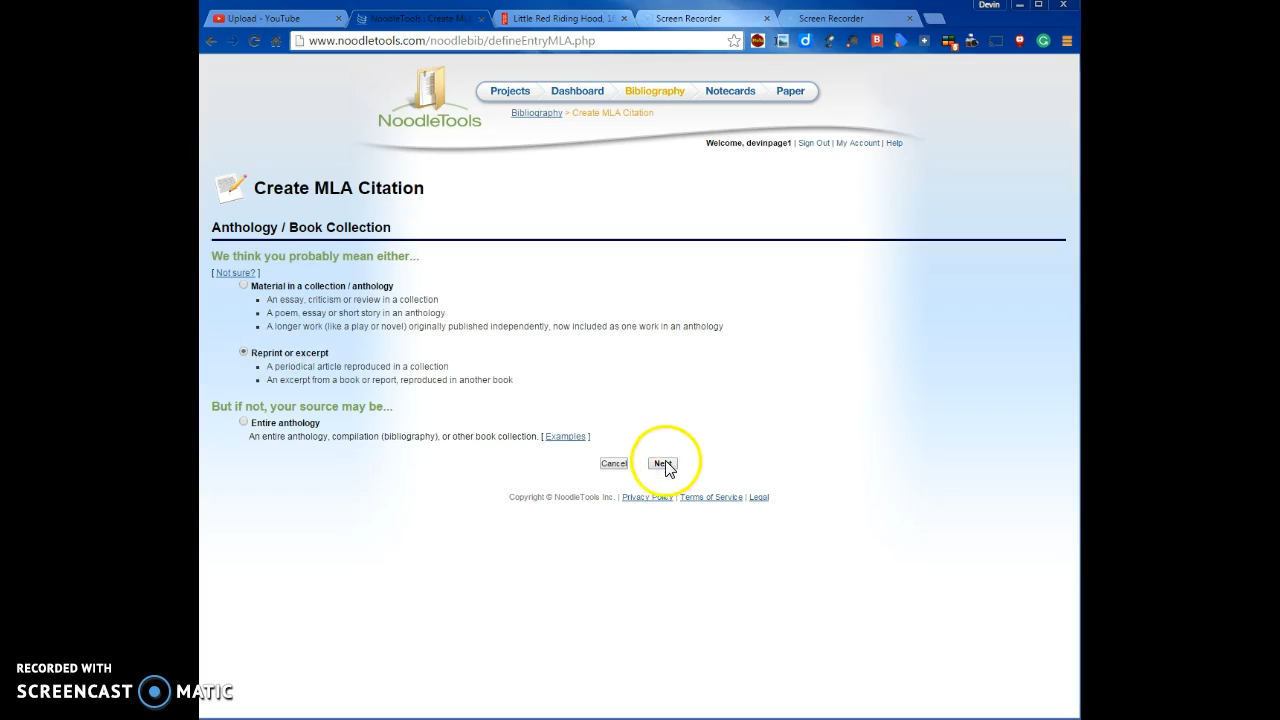 Devin
Upload - YouTube
NoodleTools : Create ML
Little Red Riding Hood, 1
Screen Recorder
Screen Recorder
www.noodletools.com/noodlebib/defineEntryMLA.php
NoodleTools
Projects Dashboard Bibliography Notecards Paper
Bibliography > Create MLA Citation
Welcome, devinpage1 | Sign Out | My Account | Help
Create MLA Citation
Anthology / Book Collection
We think you probably mean either...
[ Not sure? ]
Material in a collection / anthology
An essay, criticism or review in a collection
A poem, essay or short story in an anthology
A longer work (like a play or novel) originally published independently, now included as one work in an anthology
Reprint or excerpt
A periodical article reproduced in a collection
An excerpt from a book or report, reproduced in another book
But if not, your source may be...
Entire anthology
An entire anthology, compilation (bibliography), or other book collection. [ Examples ]
Cancel Next
Copyright © NoodleTools Inc. | Privacy Policy | Terms of Service | Legal
RECORDED WITH
SCREENCAST MATIC